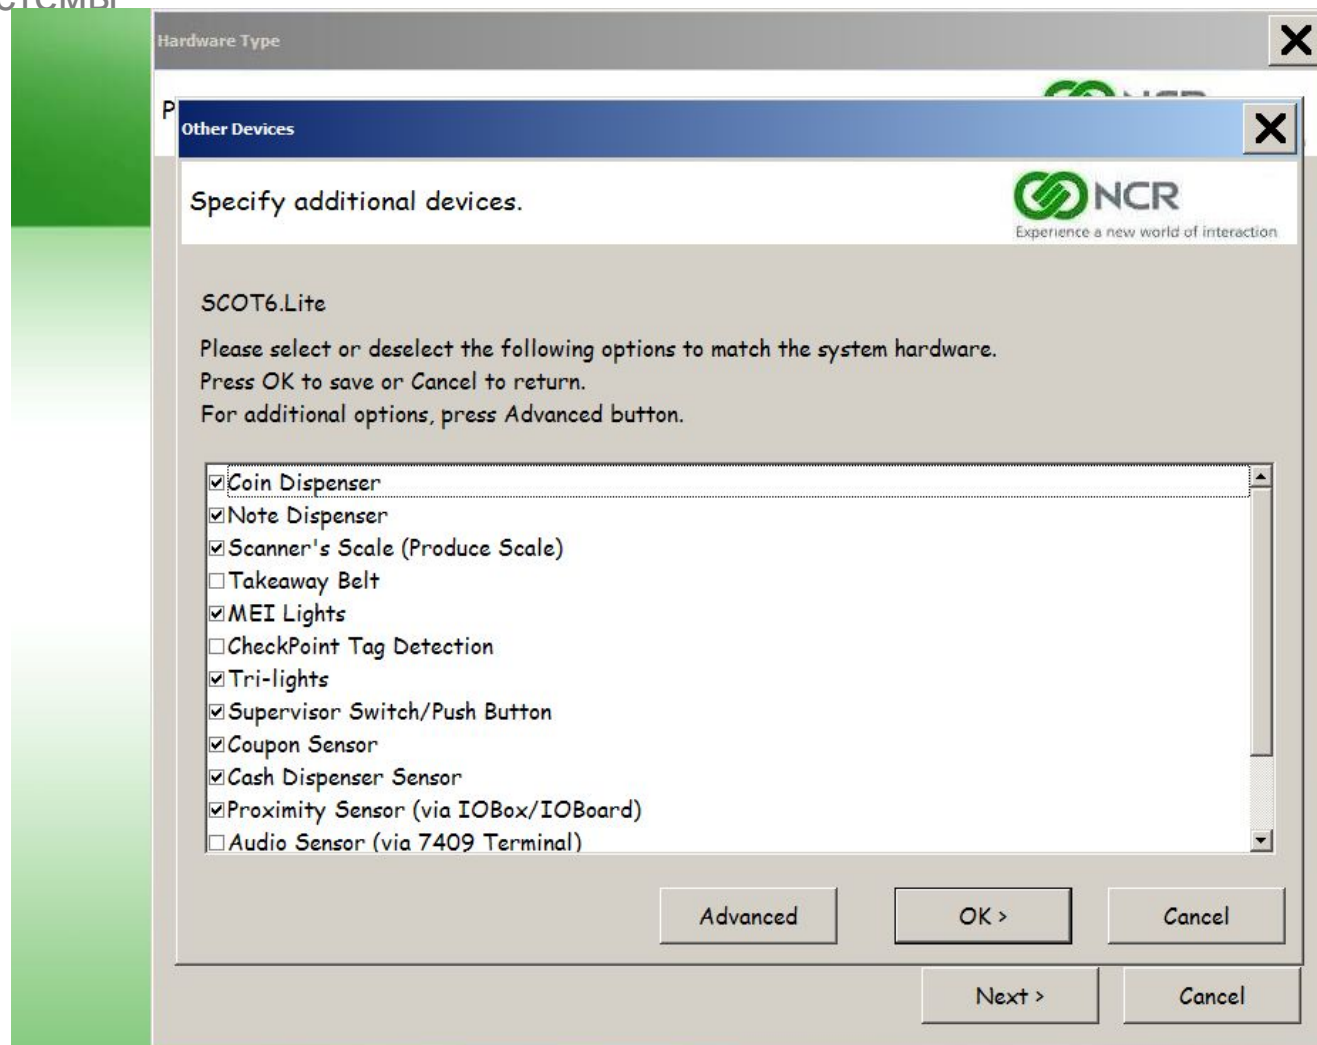 Hardware Type
P
Other Devices
Specify additional devices.
NCR
Experience a new world of interaction
SCOT6.Lite
Please select or deselect the following options to match the system hardware.
Press OK to save or Cancel to return.
For additional options, press Advanced button.
Coin Dispenser
Note Dispenser
Scanner's Scale (Produce Scale)
Takeaway Belt
MEI Lights
CheckPoint Tag Detection
Tri-lights
Supervisor Switch/Push Button
Coupon Sensor
Cash Dispenser Sensor
Proximity Sensor (via IOBox/IOBoard)
Audio Sensor (via 7409 Terminal)
Advanced
OK >
Cancel
Next >
Cancel